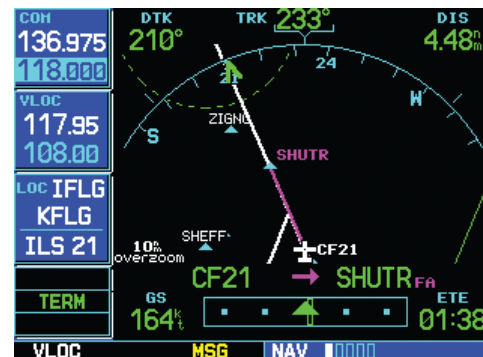 COM
136.975
118.000
VLOC
117.95
108.00
LOC IFLG
KFLG
ILS 21
TERM
VLOC
DTK
210°
TRK 233°
DIS
4.48nm
21
24
S
W
ZIGNO
SHUTR
SHEFF
CF21
10nm
overzoom
CF21 → SHUTR FA
GS
164kt
ETE
01:38
MSG
NAV